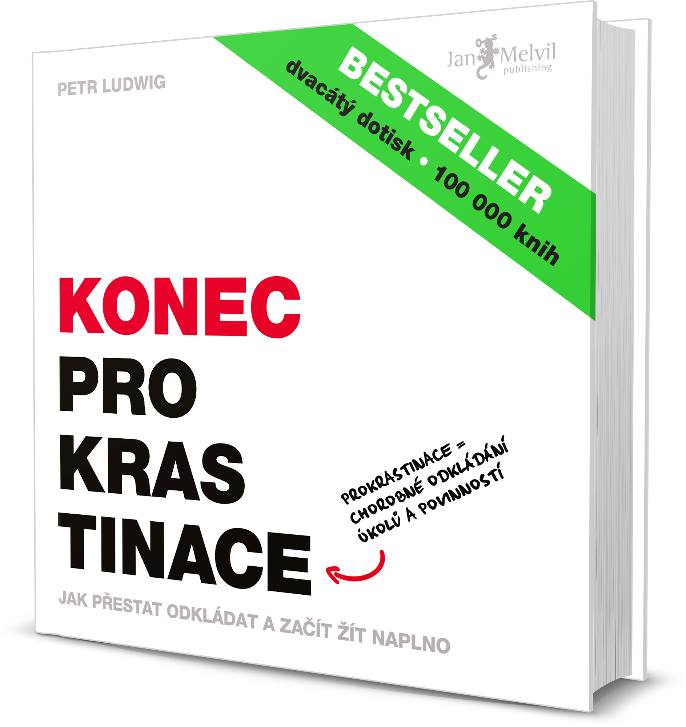 PETR LUDWIG
Jan Melvil
publishing
BESTSELLER
dvacátý dotisk • 100 000 knih
KONEC
PRO
KRAS
TINACE
PROKRASTINACE =
CHOROBNÉ ODKLÁDÁNÍ
ÚKOLŮ A POVINNOSTÍ
JAK PŘESTAT ODKLÁDAT A ZAČÍT ŽÍT NAPLNO